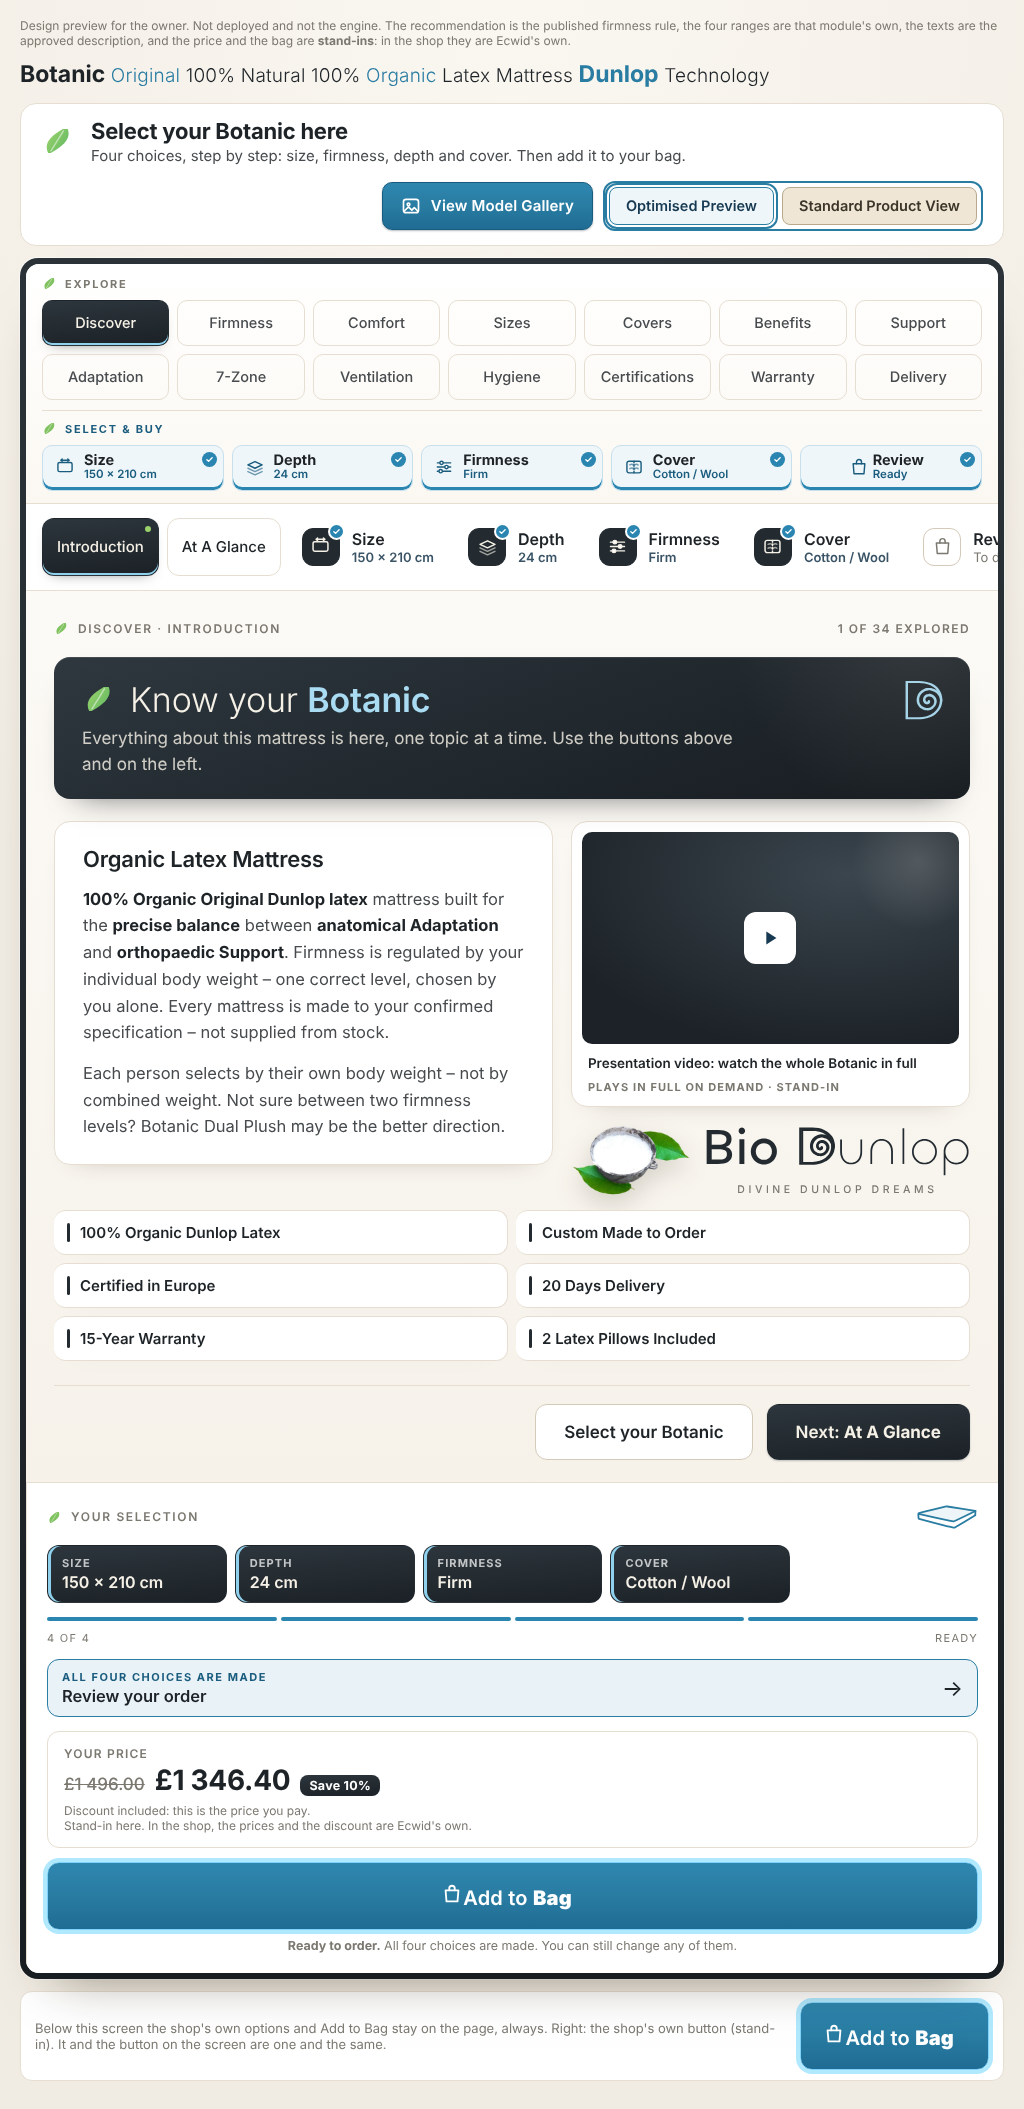 Design preview for the owner. Not deployed and not the engine. The recommendation is the published firmness rule, the four ranges are that module's own, the texts are the
approved description, and the price and the bag are stand-ins: in the shop they are Ecwid's own.
Botanic Original 100% Natural 100% Organic Latex Mattress Dunlop Technology
Select your Botanic here
Four choices, step by step: size, firmness, depth and cover. Then add it to your bag.
View Model Gallery
Optimised Preview
Standard Product View
EXPLORE
Discover
Firmness
Comfort
Sizes
Covers
Benefits
Support
Adaptation
7-Zone
Ventilation
Hygiene
Certifications
Warranty
Delivery
SELECT & BUY
Size
150 × 210 cm
Depth
24 cm
Firmness
Firm
Cover
Cotton / Wool
Review
Ready
Introduction
At A Glance
Size
150 × 210 cm
Depth
24 cm
Firmness
Firm
Cover
Cotton / Wool
DISCOVER · INTRODUCTION
1 OF 34 EXPLORED
Know your Botanic
Everything about this mattress is here, one topic at a time. Use the buttons above
and on the left.
Organic Latex Mattress
100% Organic Original Dunlop latex mattress built for
the precise balance between anatomical Adaptation
and orthopaedic Support. Firmness is regulated by your
individual body weight – one correct level, chosen by
you alone. Every mattress is made to your confirmed
specification – not supplied from stock.
Each person selects by their own body weight – not by
combined weight. Not sure between two firmness
levels? Botanic Dual Plush may be the better direction.
Presentation video: watch the whole Botanic in full
PLAYS IN FULL ON DEMAND · STAND-IN
Bio Dunlop
DIVINE DUNLOP DREAMS
100% Organic Dunlop Latex
Custom Made to Order
Certified in Europe
20 Days Delivery
15-Year Warranty
2 Latex Pillows Included
Select your Botanic
Next: At A Glance
YOUR SELECTION
SIZE
150 × 210 cm
DEPTH
24 cm
FIRMNESS
Firm
COVER
Cotton / Wool
4 OF 4
READY
ALL FOUR CHOICES ARE MADE
Review your order
YOUR PRICE
£1 496.00 £1 346.40 Save 10%
Discount included: this is the price you pay.
Stand-in here. In the shop, the prices and the discount are Ecwid's own.
Add to Bag
Ready to order. All four choices are made. You can still change any of them.
Below this screen the shop's own options and Add to Bag stay on the page, always. Right: the shop's own button (stand-
in). It and the button on the screen are one and the same.
Add to Bag